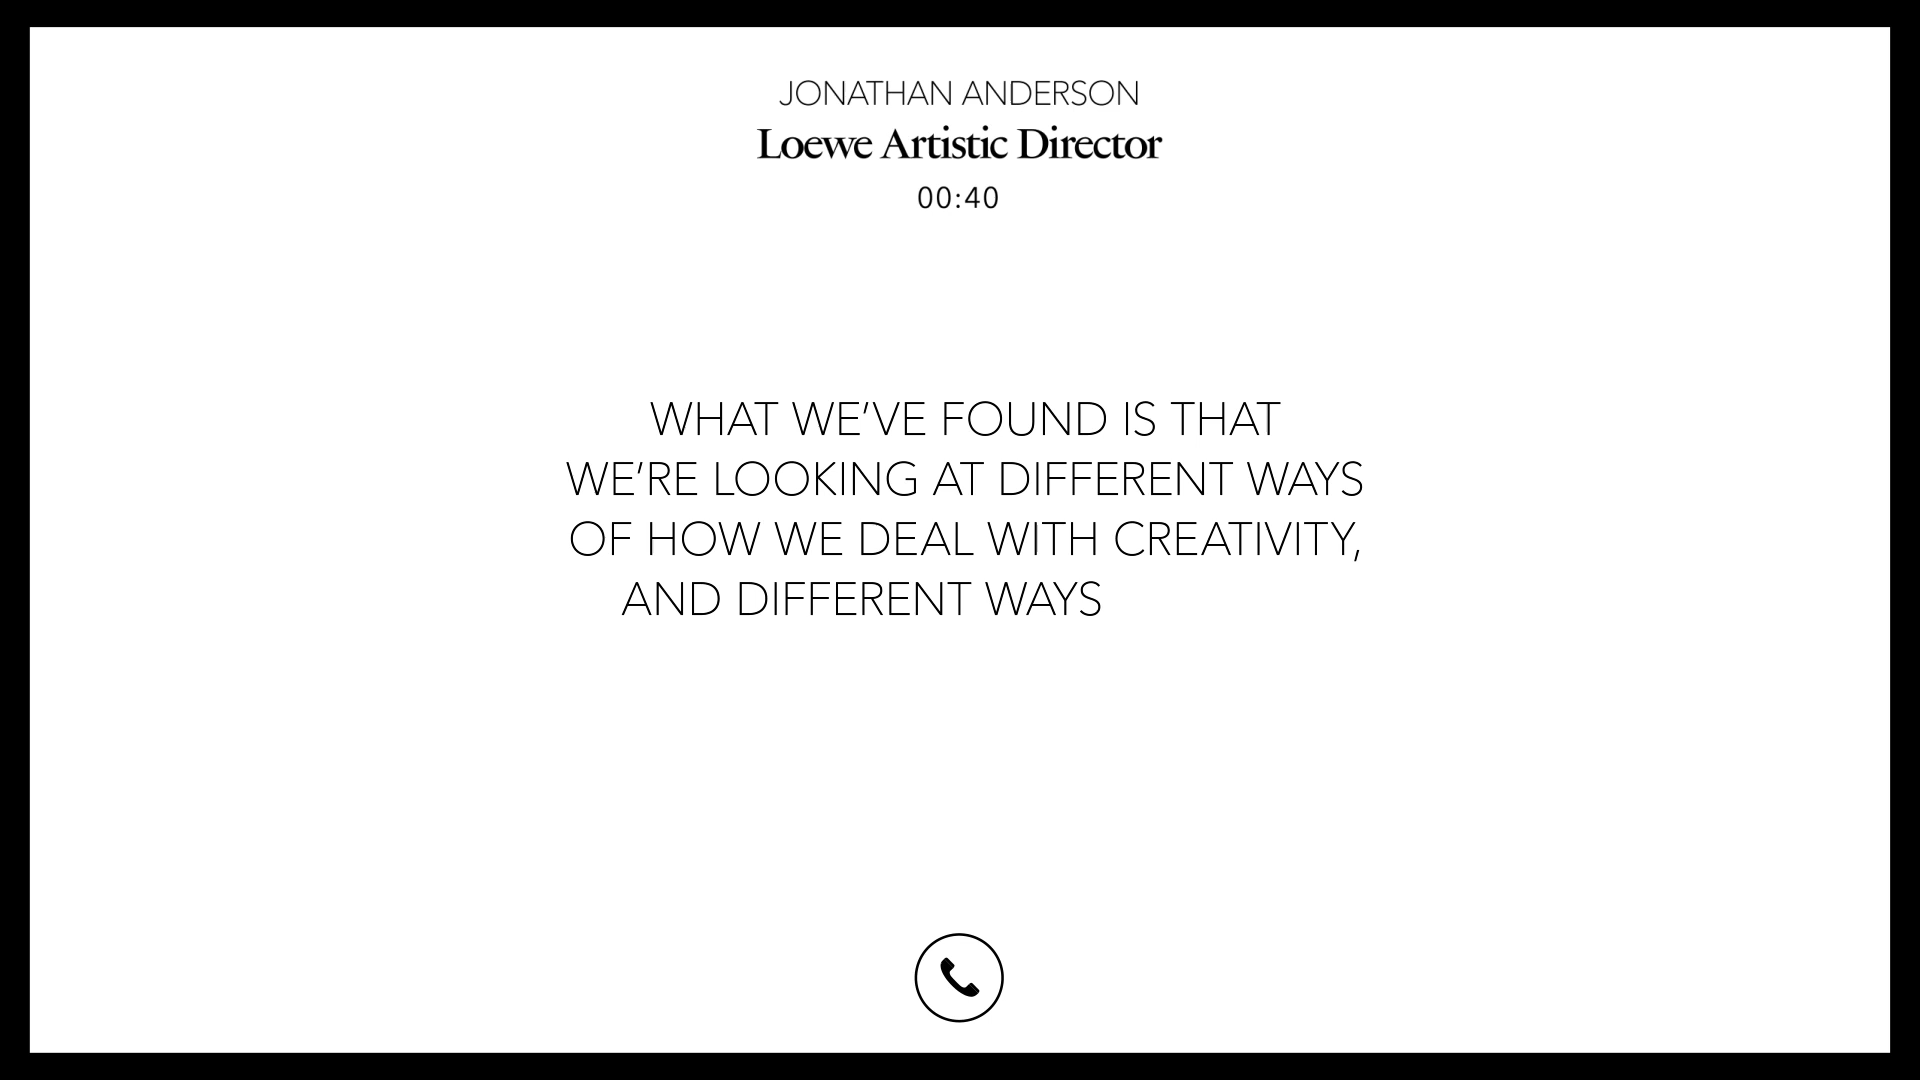 JONATHAN ANDERSON
Loewe Artistic Director
00:40
WHAT WE’VE FOUND IS THAT
WE’RE LOOKING AT DIFFERENT WAYS
OF HOW WE DEAL WITH CREATIVITY,
AND DIFFERENT WAYS